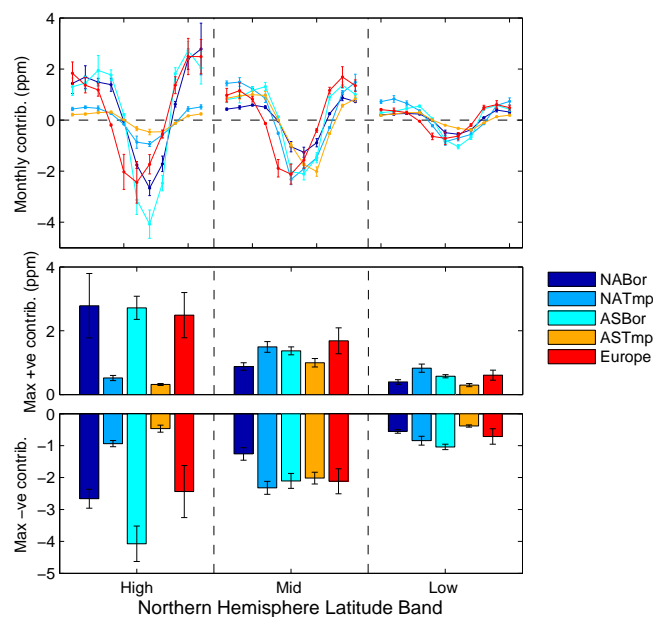 Monthly contrib. (ppm)
4
2
0
−2
−4
Max +ve contrib. (ppm)
4
2
0
Max −ve contrib.
0
−1
−2
−3
−4
−5
High
Mid
Low
Northern Hemisphere Latitude Band
NABor
NATmp
ASBor
ASTmp
Europe